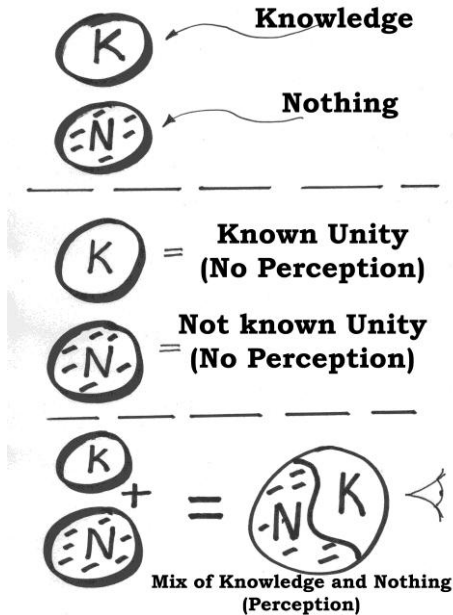 K Knowledge
N Nothing
K = Known Unity
(No Perception)
N = Not known Unity
(No Perception)
K
+
N = N K
Mix of Knowledge and Nothing
(Perception)